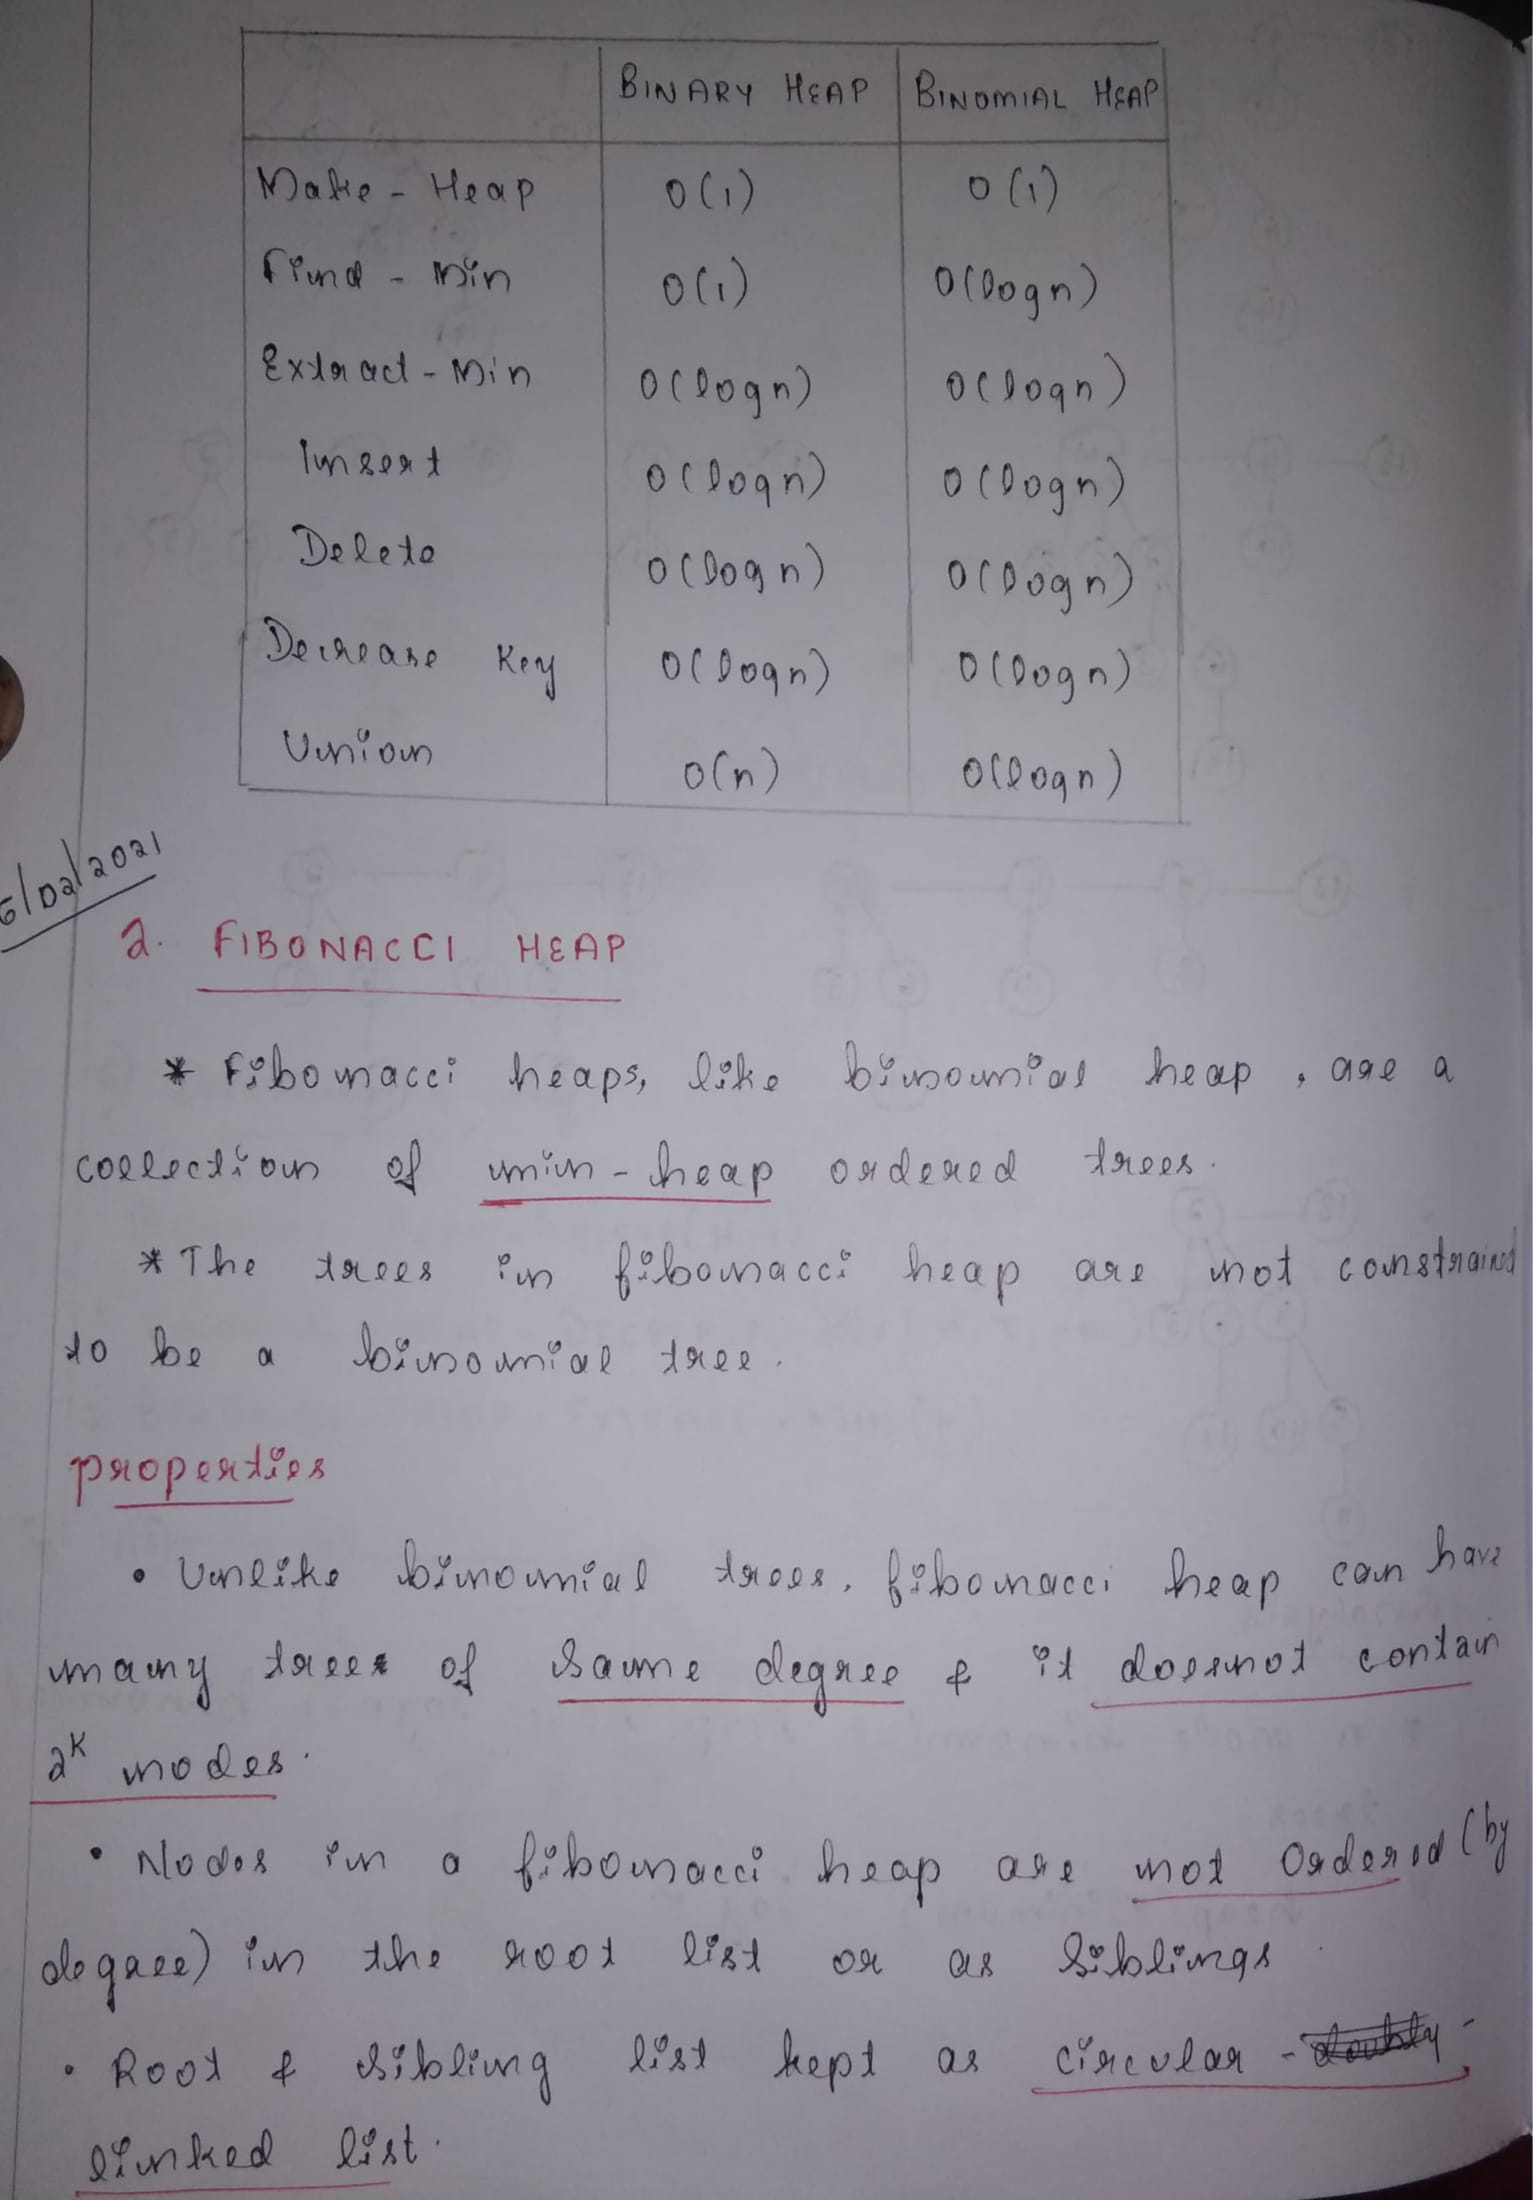 BINARY HEAP BINOMIAL HEAP
Make - Heap O(1) O(1)
Find - Min O(1) O(logn)
Extract - Min O(logn) O(logn)
Insert O(logn) O(logn)
Delete O(logn) O(logn)
Decrease Key O(logn) O(logn)
Union O(n) O(logn)
6/02/2021
2. FIBONACCI HEAP
* Fibonacci heaps, like binomial heap, are a
collection of min - heap ordered trees.
* The trees in fibonacci heap are not constrained
to be a binomial tree.
properties
• Unlike binomial trees, fibonacci heap can have
many trees of same degree & it doesnot contain
2^k nodes.
• Nodes in a fibonacci heap are not Ordered (by
degree) in the root list or as siblings.
• Root & sibling list kept as circular - doubly -
linked list.